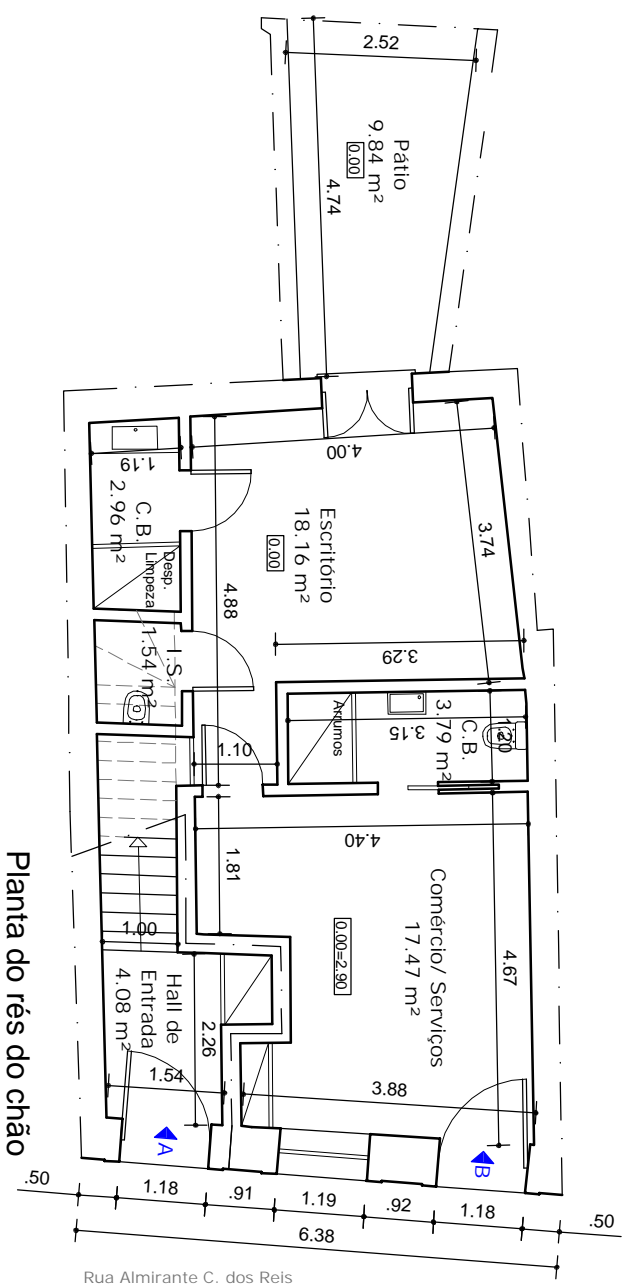 2.52
Pátio
9.84 m²
0.00
4.74
4.00
1.19
C.B.
2.96 m²
Desp.
Limpeza
Escritório
18.16 m²
0.00
3.74
4.88
3.29
I.S.
1.54 m²
Arrumos
3.15
C.B.
3.79 m²
1.20
1.10
4.40
1.81
Comércio/ Serviços
17.47 m²
0.00=2.90
4.67
1.00
Hall de
Entrada
4.08 m²
2.26
1.54
3.88
A
B
Planta do rés do chão
.50
1.18
.91
1.19
.92
1.18
.50
6.38
Rua Almirante C. dos Reis